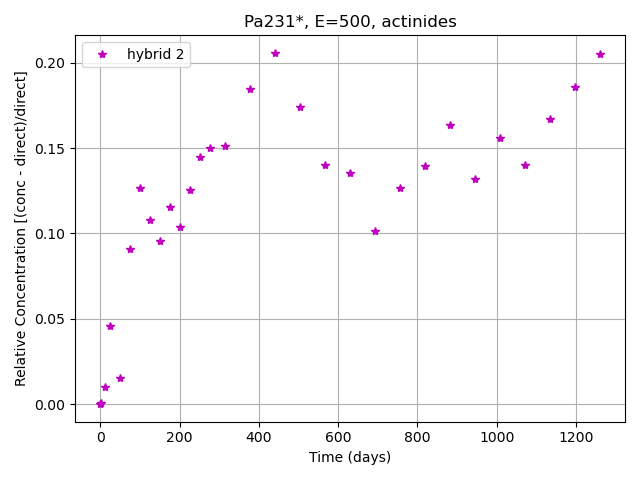 Pa231*, E=500, actinides
hybrid 2
Relative Concentration [(conc - direct)/direct]
0.20
0.15
0.10
0.05
0.00
0 200 400 600 800 1000 1200
Time (days)